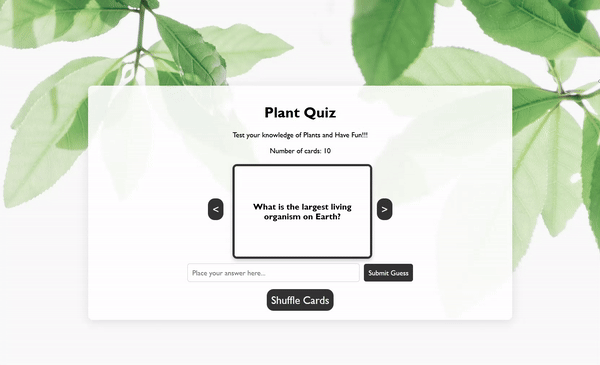 Plant Quiz
Test your knowledge of Plants and Have Fun!!!
Number of cards: 10
<
What is the largest living
organism on Earth?
>
Place your answer here...
Submit Guess
Shuffle Cards